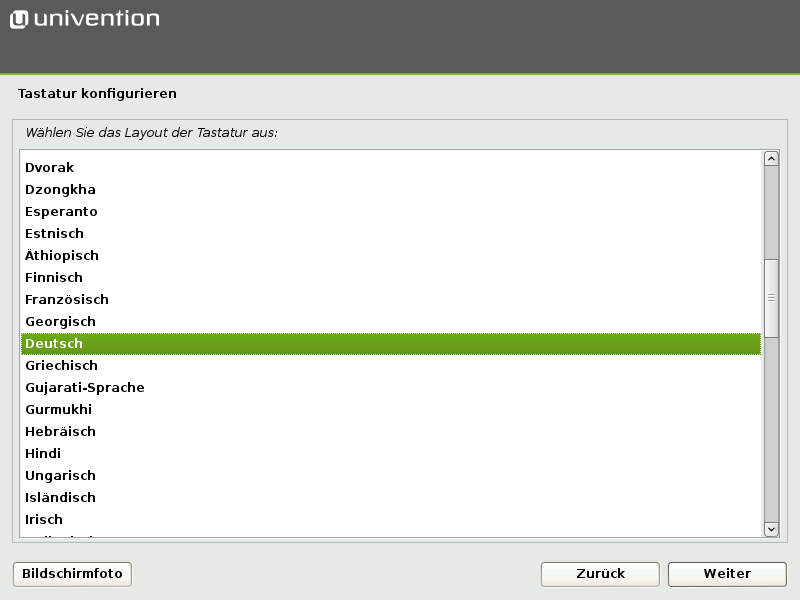 univention
Tastatur konfigurieren
Wählen Sie das Layout der Tastatur aus:
Dvorak
Dzongkha
Esperanto
Estnisch
Äthiopisch
Finnisch
Französisch
Georgisch
Deutsch
Griechisch
Gujarati-Sprache
Gurmukhi
Hebräisch
Hindi
Ungarisch
Isländisch
Irisch
Bildschirmfoto
Zurück
Weiter